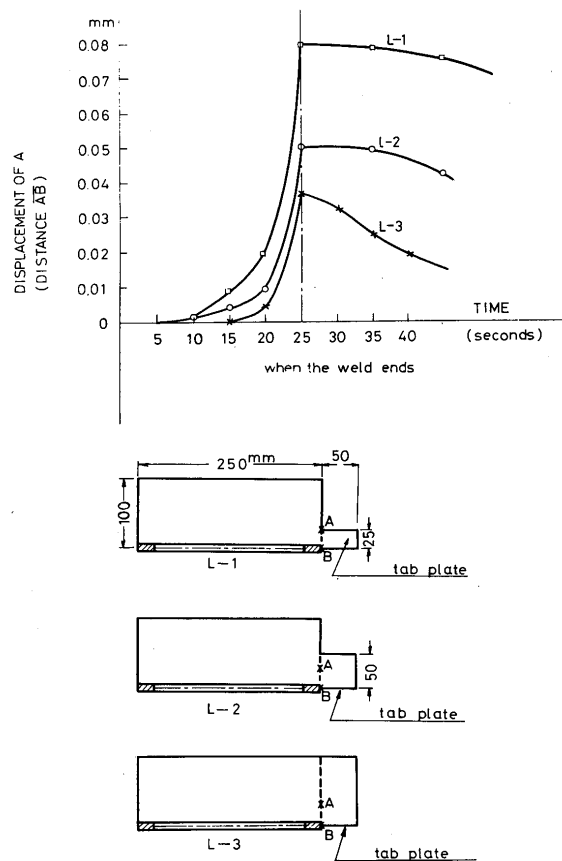 mm
0.08
0.07
0.06
0.05
0.04
0.03
0.02
0,01
0
DISPLACEMENT OF A
(DISTANCE AB)
L-1
L-2
L-3
TIME
(seconds)
5 10 15 20 25 30 35 40
when the weld ends
250mm
50
100
A
25
B
L-1
tab plate
A
50
B
L-2
tab plate
A
B
L-3
tab plate